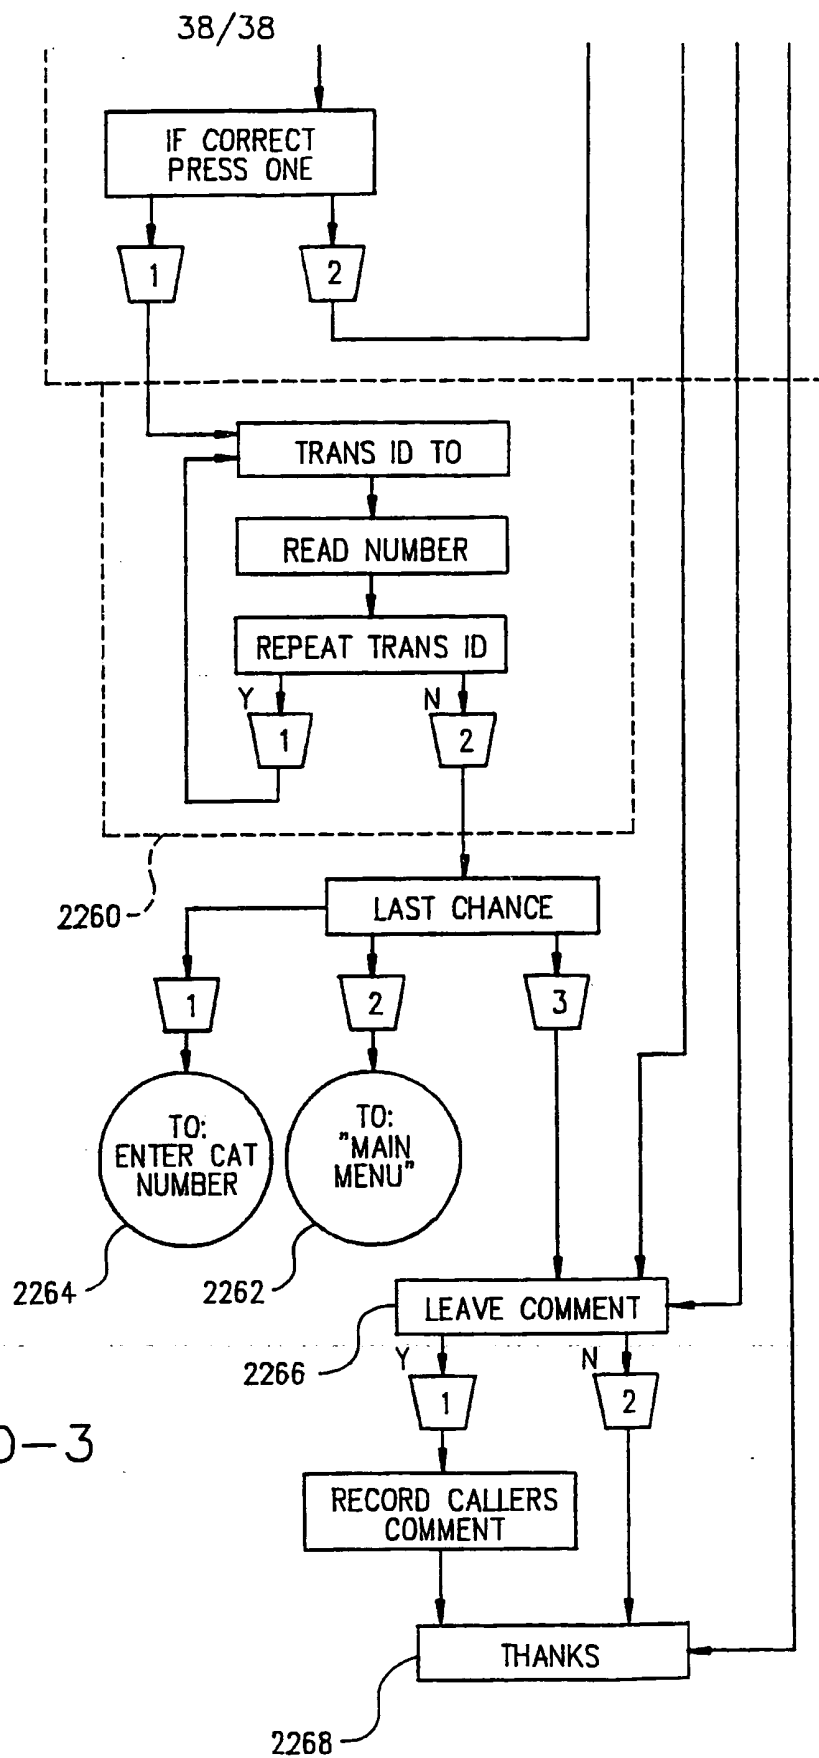 38/38
IF CORRECT
PRESS ONE
1
2
TRANS ID TO
READ NUMBER
REPEAT TRANS ID
Y
N
1
2
2260
LAST CHANCE
1
2
3
TO:
ENTER CAT
NUMBER
TO:
"MAIN
MENU"
2264
2262
LEAVE COMMENT
2266
Y
N
1
2
-3
RECORD CALLERS
COMMENT
THANKS
2268